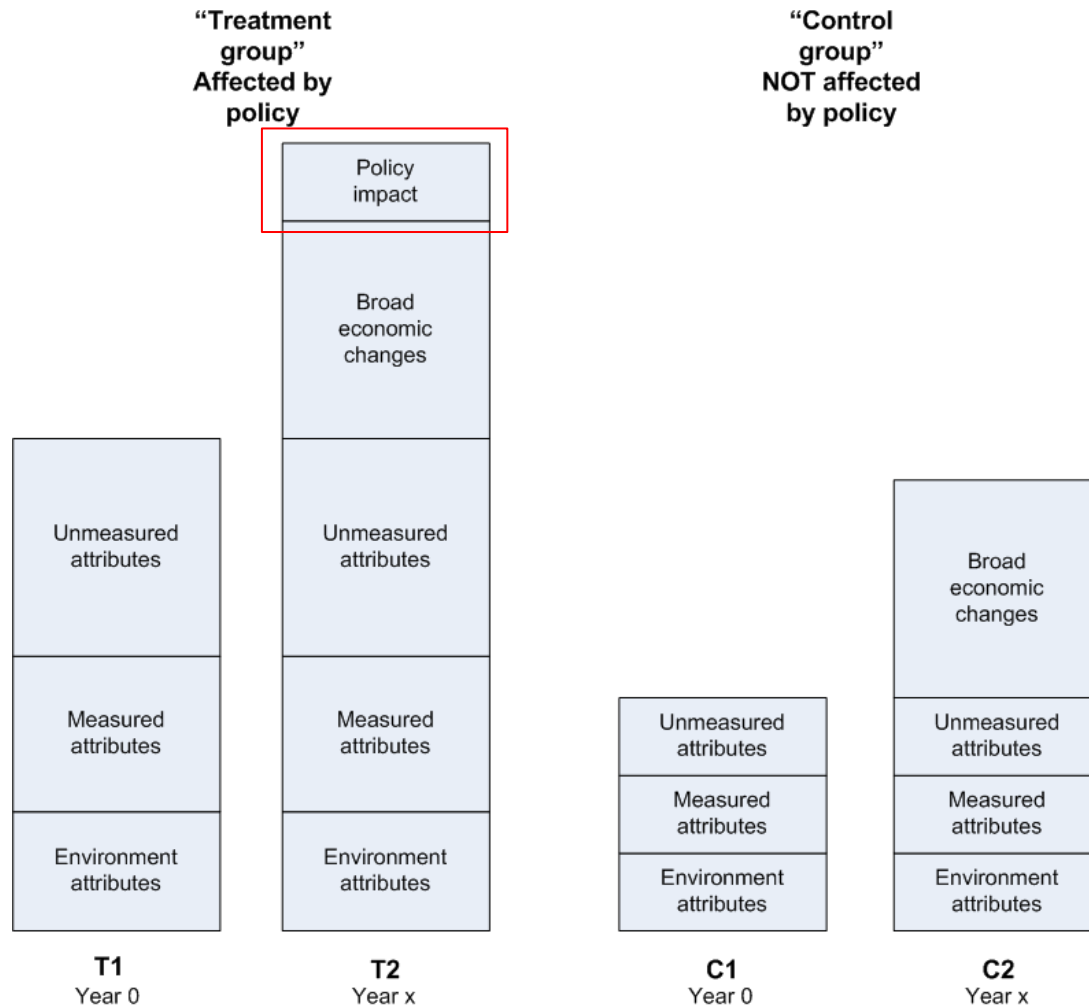 “Treatment
group”
Affected by
policy
“Control
group”
NOT affected
by policy
Policy
impact
Broad
economic
changes
Unmeasured
attributes
Measured
attributes
Environment
attributes
T1
Year 0
Unmeasured
attributes
Measured
attributes
Environment
attributes
T2
Year x
Unmeasured
attributes
Measured
attributes
Environment
attributes
C1
Year 0
Broad
economic
changes
Unmeasured
attributes
Measured
attributes
Environment
attributes
C2
Year x